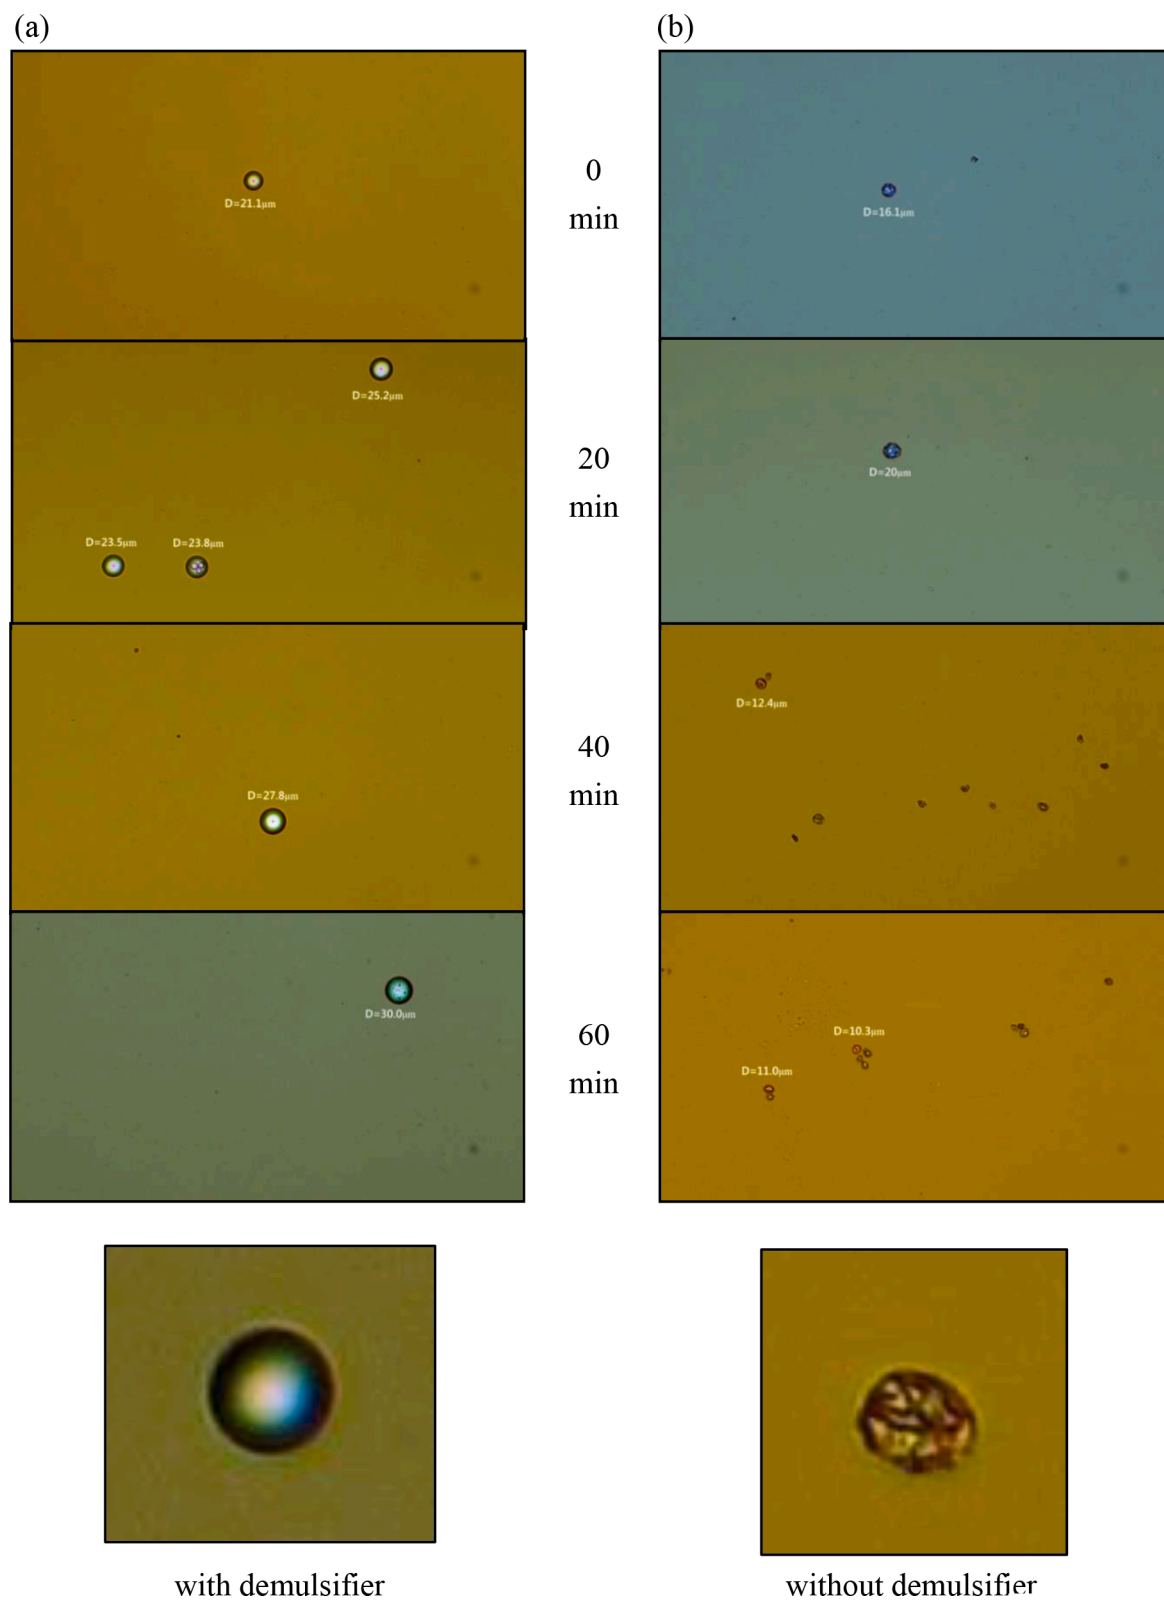 (a)
(b)
D=21.1μm
0
min
D=16.1μm
D=25.2μm
D=23.5μm
D=23.8μm
20
min
D=20μm
D=27.8μm
40
min
D=12.4μm
D=30.0μm
60
min
D=10.3μm
D=11.0μm
with demulsifier
without demulsifier